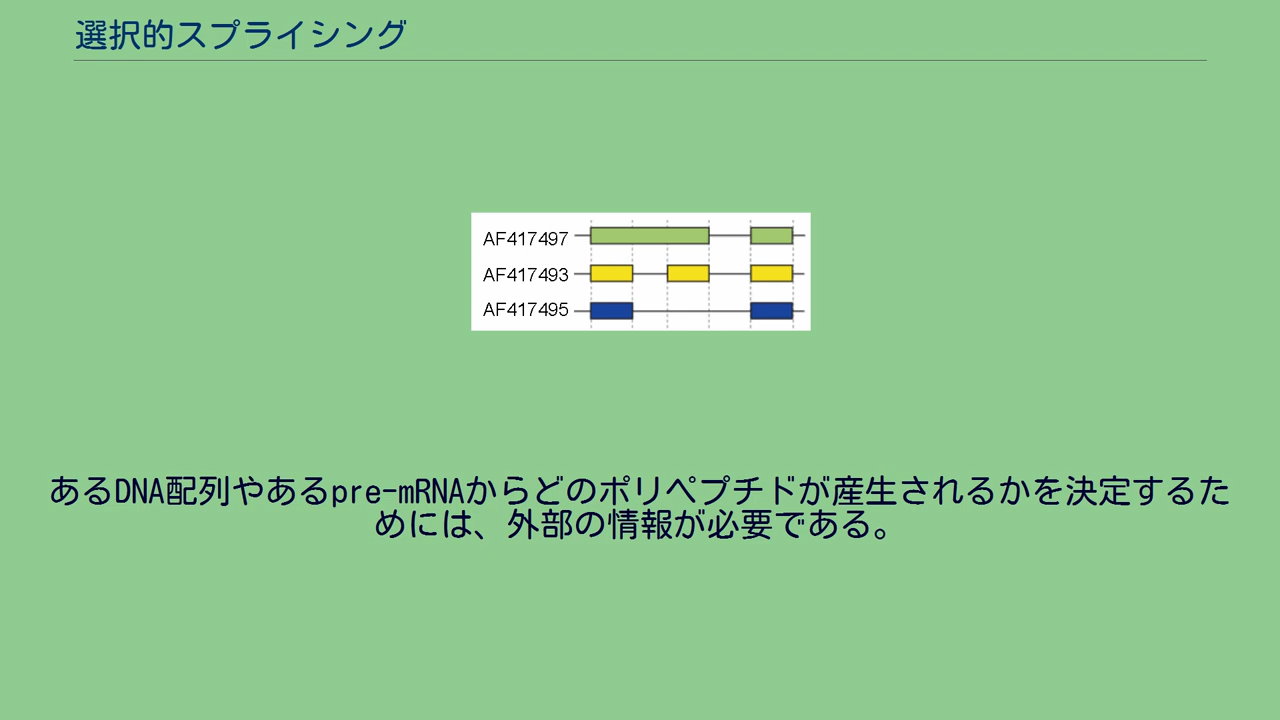 選択的スプライシング
AF417497
AF417493
AF417495
あるDNA配列やあるpre-mRNAからどのポリペプチドが産生されるかを決定するた
めには、外部の情報が必要である。